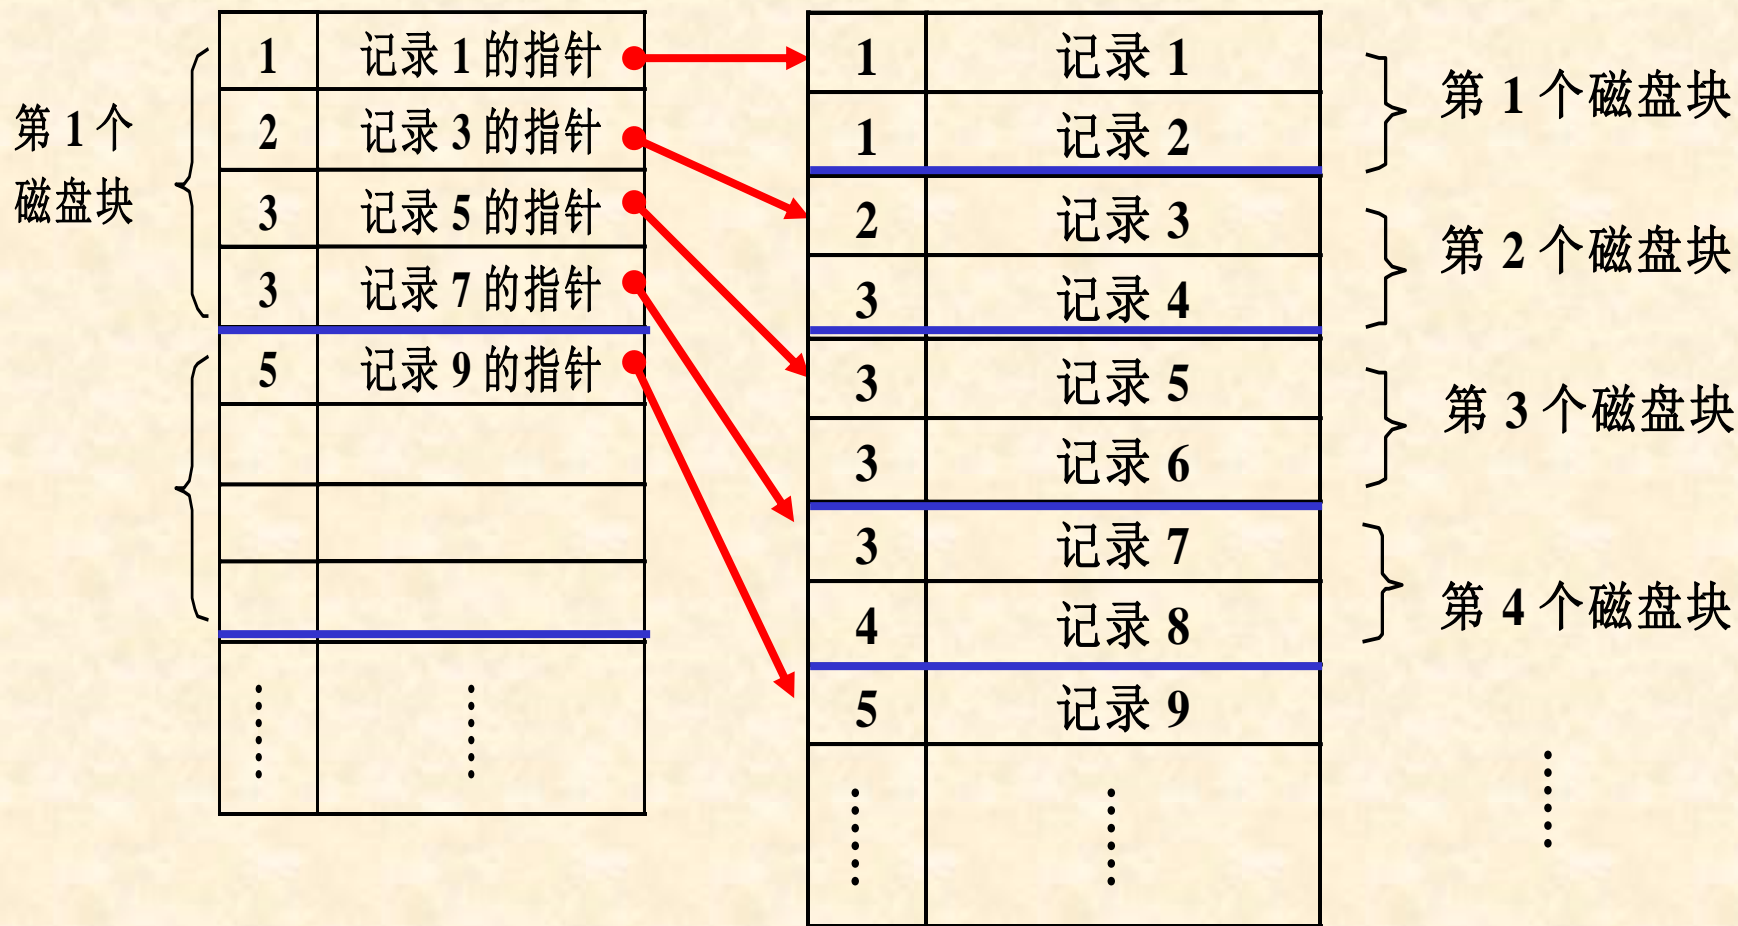 第 1 个
磁盘块
1 记录 1 的指针
2 记录 3 的指针
3 记录 5 的指针
3 记录 7 的指针
5 记录 9 的指针
…… ……
1 记录 1
1 记录 2
2 记录 3
3 记录 4
3 记录 5
3 记录 6
3 记录 7
4 记录 8
5 记录 9
…… ……
第 1 个磁盘块
第 2 个磁盘块
第 3 个磁盘块
第 4 个磁盘块
……